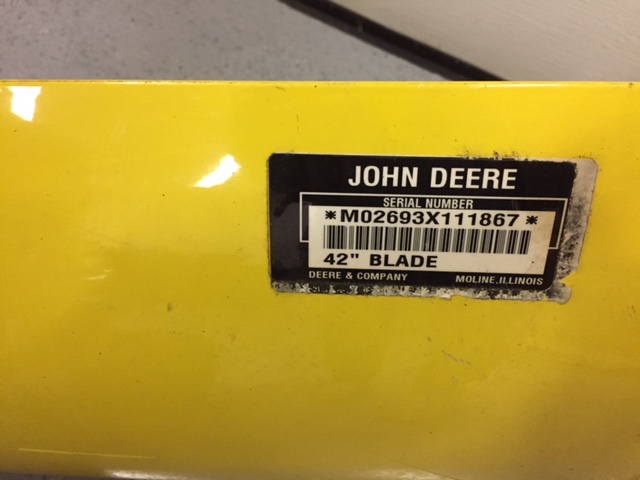 JOHN DEERE
SERIAL NUMBER
*M02693X111867*
42" BLADE
DEERE & COMPANY MOLINE, ILLINOIS